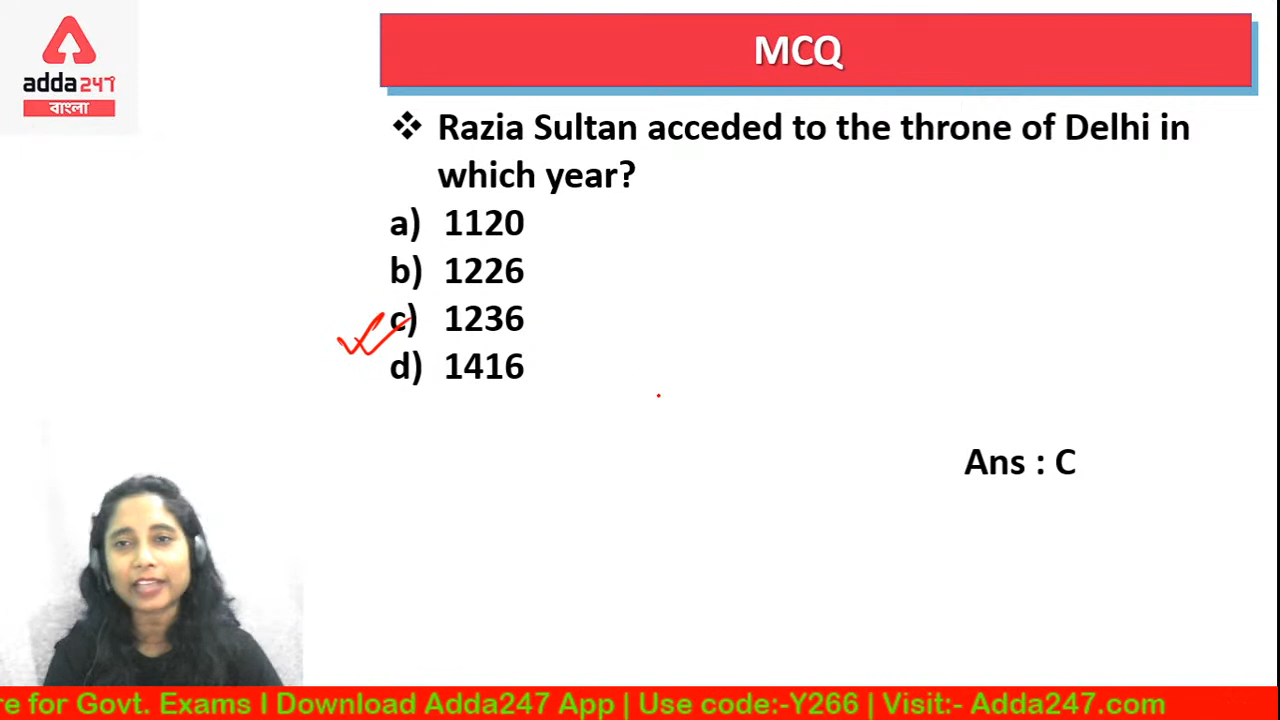 adda247
বাংলা
MCQ
❖ Razia Sultan acceded to the throne of Delhi in
which year?
a) 1120
b) 1226
c) 1236
d) 1416
Ans : C
re for Govt. Exams I Download Adda247 App | Use code:-Y266 | Visit:- Adda247.com